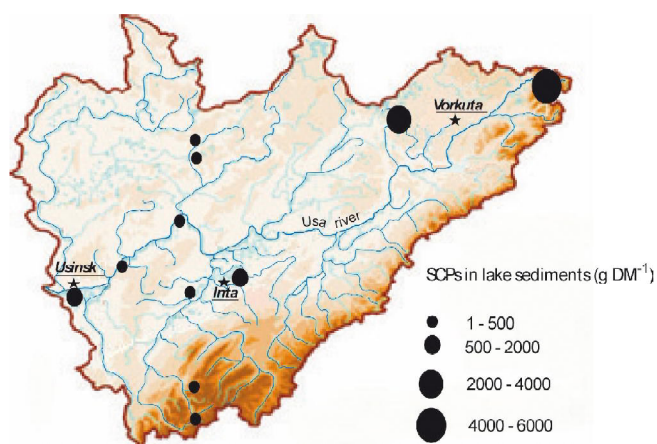 Vorkuta
Usa river
Usinsk
Inta
SCPs in lake sediments (g DM⁻¹)
1 - 500
500 - 2000
2000 - 4000
4000 - 6000